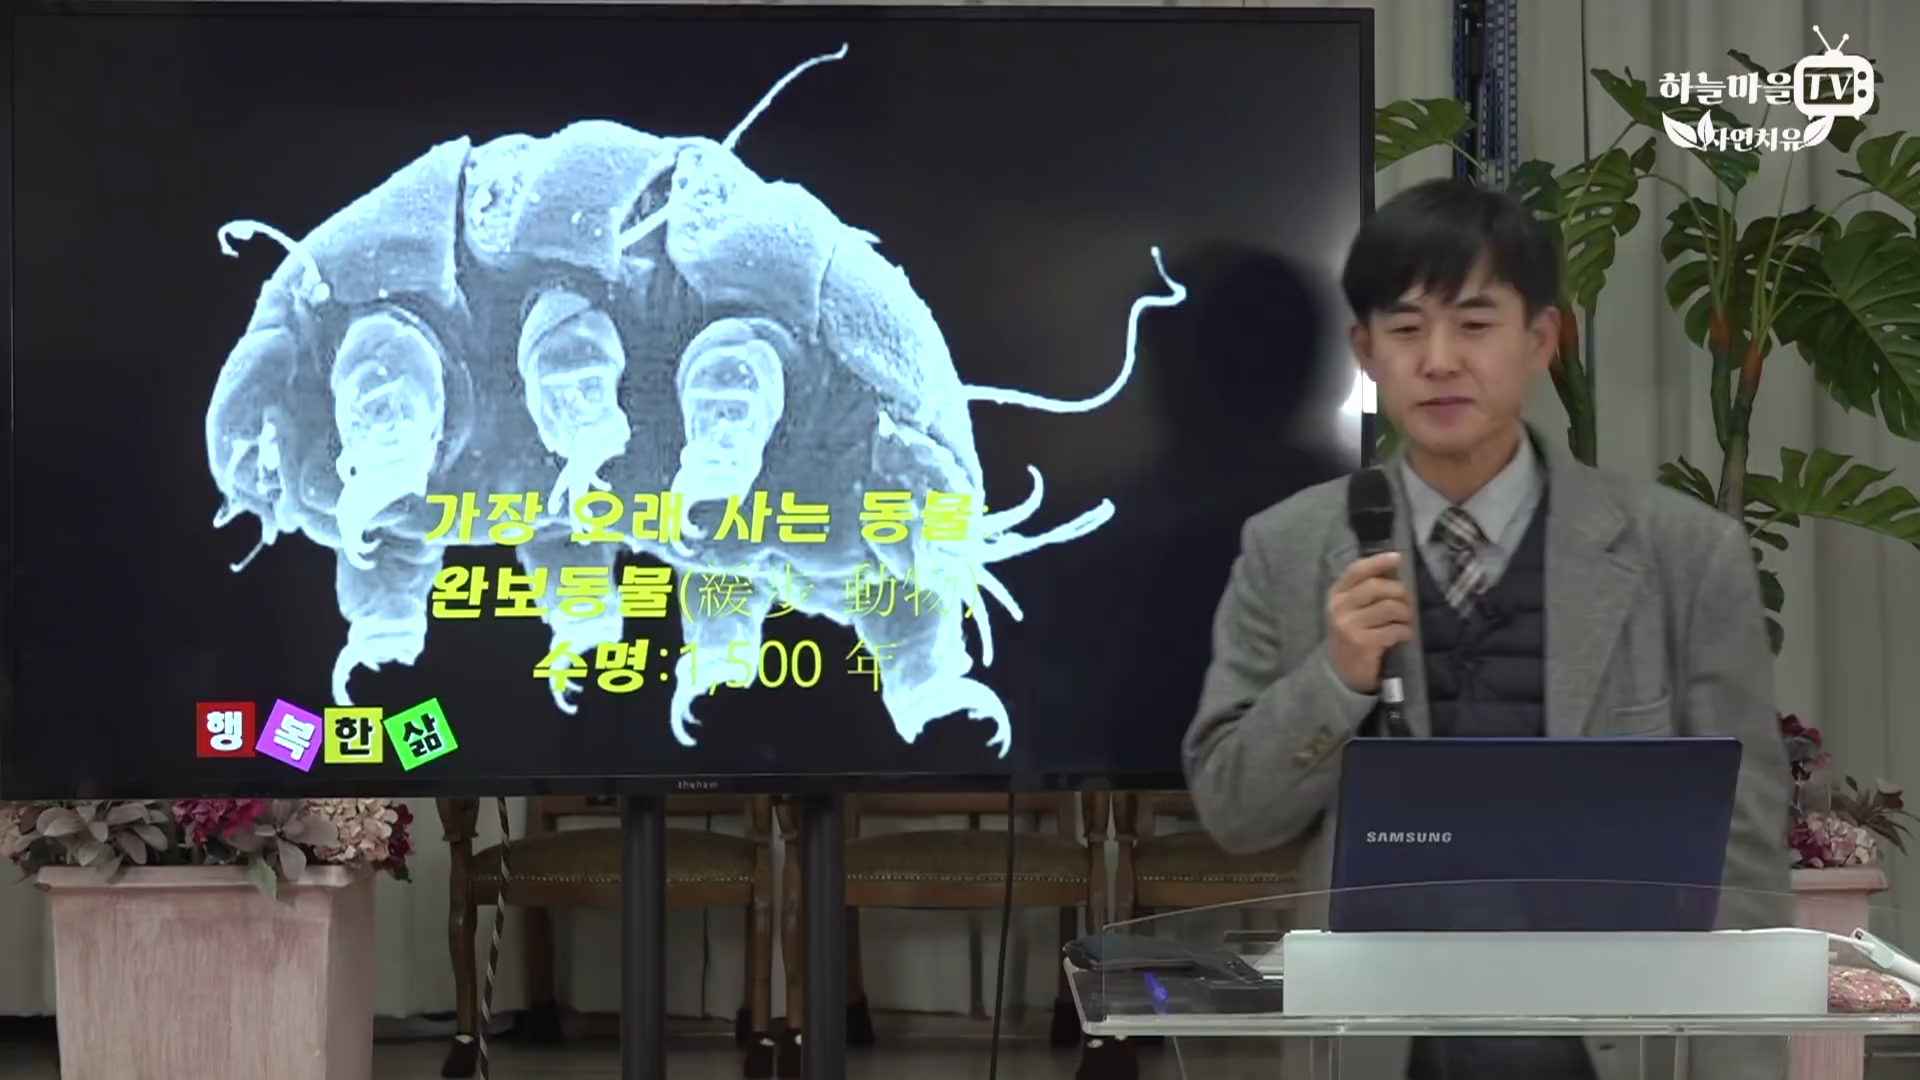 하늘마을TV
자연치유
가장 오래 사는 동물:
완보동물(緩步 動物)
수명:1,500 年
행복한삶
thehem
SAMSUNG